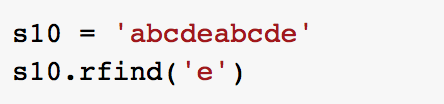 s10 = 'abcdeabcde'
s10.rfind('e')